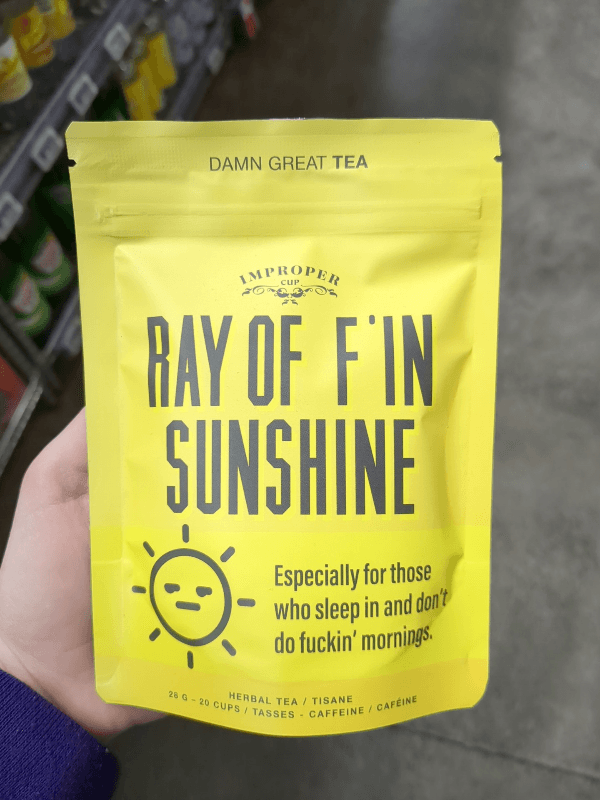 DAMN GREAT TEA
IMPROPER
CUP
RAY OF F'IN
SUNSHINE
Especially for those
who sleep in and don't
do fuckin' mornings.
HERBAL TEA / TISANE
28 G - 20 CUPS / TASSES - CAFFEINE / CAFÉINE